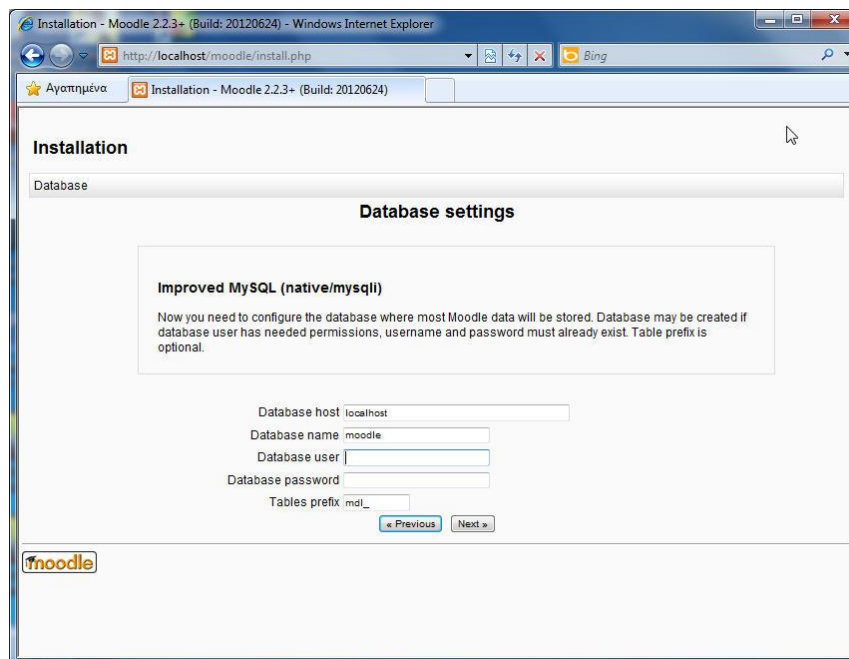 Installation - Moodle 2.2.3+ (Build: 20120624) - Windows Internet Explorer
http://localhost/moodle/install.php
Bing
Αγαπημένα
Installation - Moodle 2.2.3+ (Build: 20120624)
Installation
Database
Database settings
Improved MySQL (native/mysqli)
Now you need to configure the database where most Moodle data will be stored. Database may be created if
database user has needed permissions, username and password must already exist. Table prefix is
optional.
Database host localhost
Database name moodle
Database user
Database password
Tables prefix mdl_
« Previous Next »
moodle